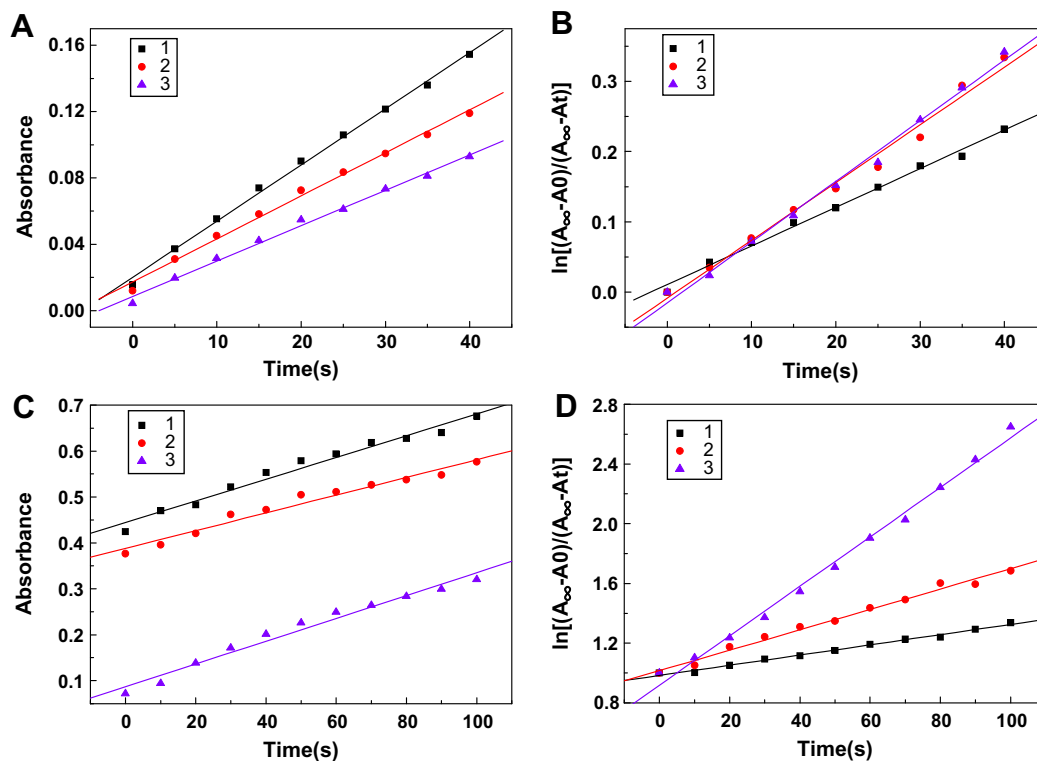 A
1
2
3
0.16
0.12
0.08
0.04
0.00
Absorbance
0 10 20 30 40
Time(s)
B
1
2
3
0.3
0.2
0.1
0.0
ln[(A∞-A0)/(A∞-At)]
0 10 20 30 40
Time(s)
C
1
2
3
0.7
0.6
0.5
0.4
0.3
0.2
0.1
Absorbance
0 20 40 60 80 100
Time(s)
D
1
2
3
2.8
2.4
2.0
1.6
1.2
0.8
ln[(A∞-A0)/(A∞-At)]
0 20 40 60 80 100
Time(s)